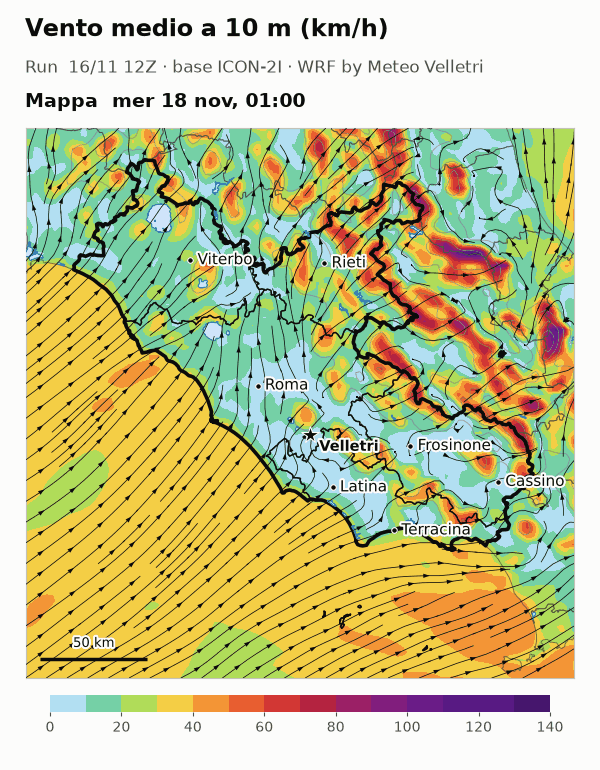 Vento medio a 10 m (km/h)
Run 16/11 12Z · base ICON-2I · WRF by Meteo Velletri
Mappa mer 18 nov, 01:00
Viterbo
Rieti
Roma
Velletri
Frosinone
Latina
Cassino
Terracina
50 km
0 20 40 60 80 100 120 140